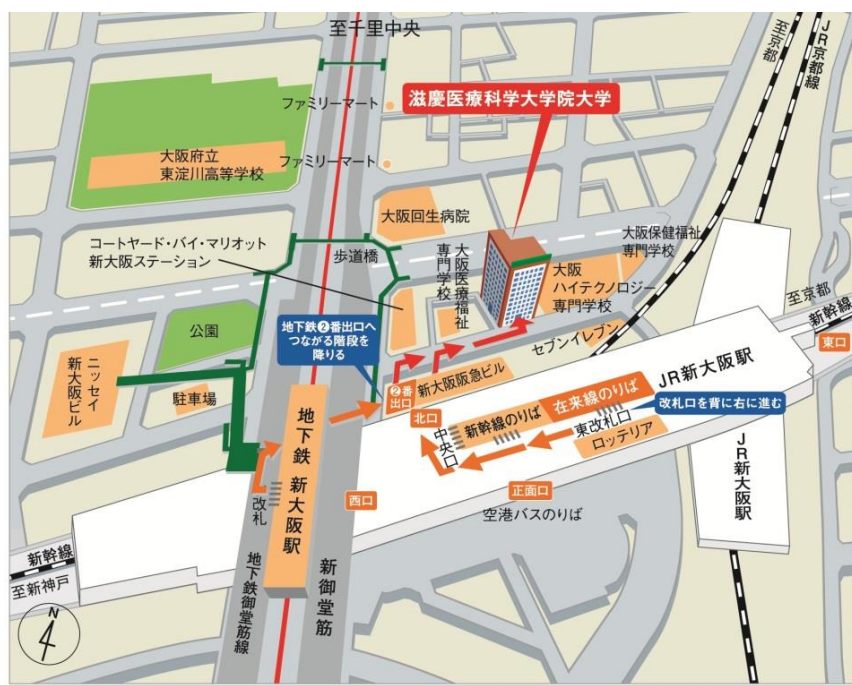 至千里中央
至京都
JR京都線
ファミリーマート
滋慶医療科学大学院大学
大阪府立
東淀川高等学校
ファミリーマート
大阪回生病院
コートヤード・バイ・マリオット
新大阪ステーション
歩道橋
大阪医療福祉
専門学校
大阪保健福祉
専門学校
大阪
ハイテクノロジー
専門学校
公園
地下鉄❷番出口へ
つながる階段を
降りる
セブンイレブン
至京都
新幹線
東口
ニッセイ
新大阪ビル
駐車場
❷番
出口
新大阪阪急ビル
JR新大阪駅
北口
新幹線のりば
在来線のりば
改札口を背に右に進む
中央口
東改札口
ロッテリア
地下鉄 新大阪駅
改札
西口
正面口
空港バスのりば
JR新大阪駅
新幹線
至新神戸
地下鉄御堂筋線
新御堂筋
N